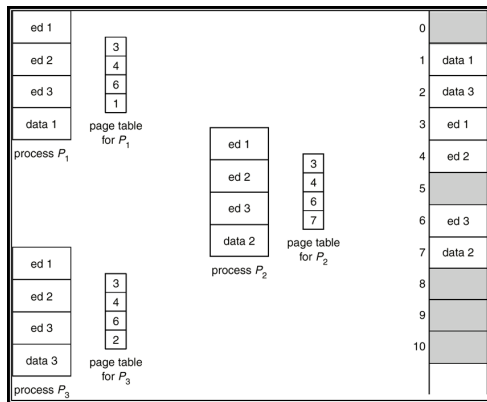 ed 1
ed 2
ed 3
data 1
process P1
3
4
6
1
page table
for P1
ed 1
ed 2
ed 3
data 2
process P2
3
4
6
7
page table
for P2
ed 1
ed 2
ed 3
data 3
process P3
3
4
6
2
page table
for P3
0
1 data 1
2 data 3
3 ed 1
4 ed 2
5
6 ed 3
7 data 2
8
9
10